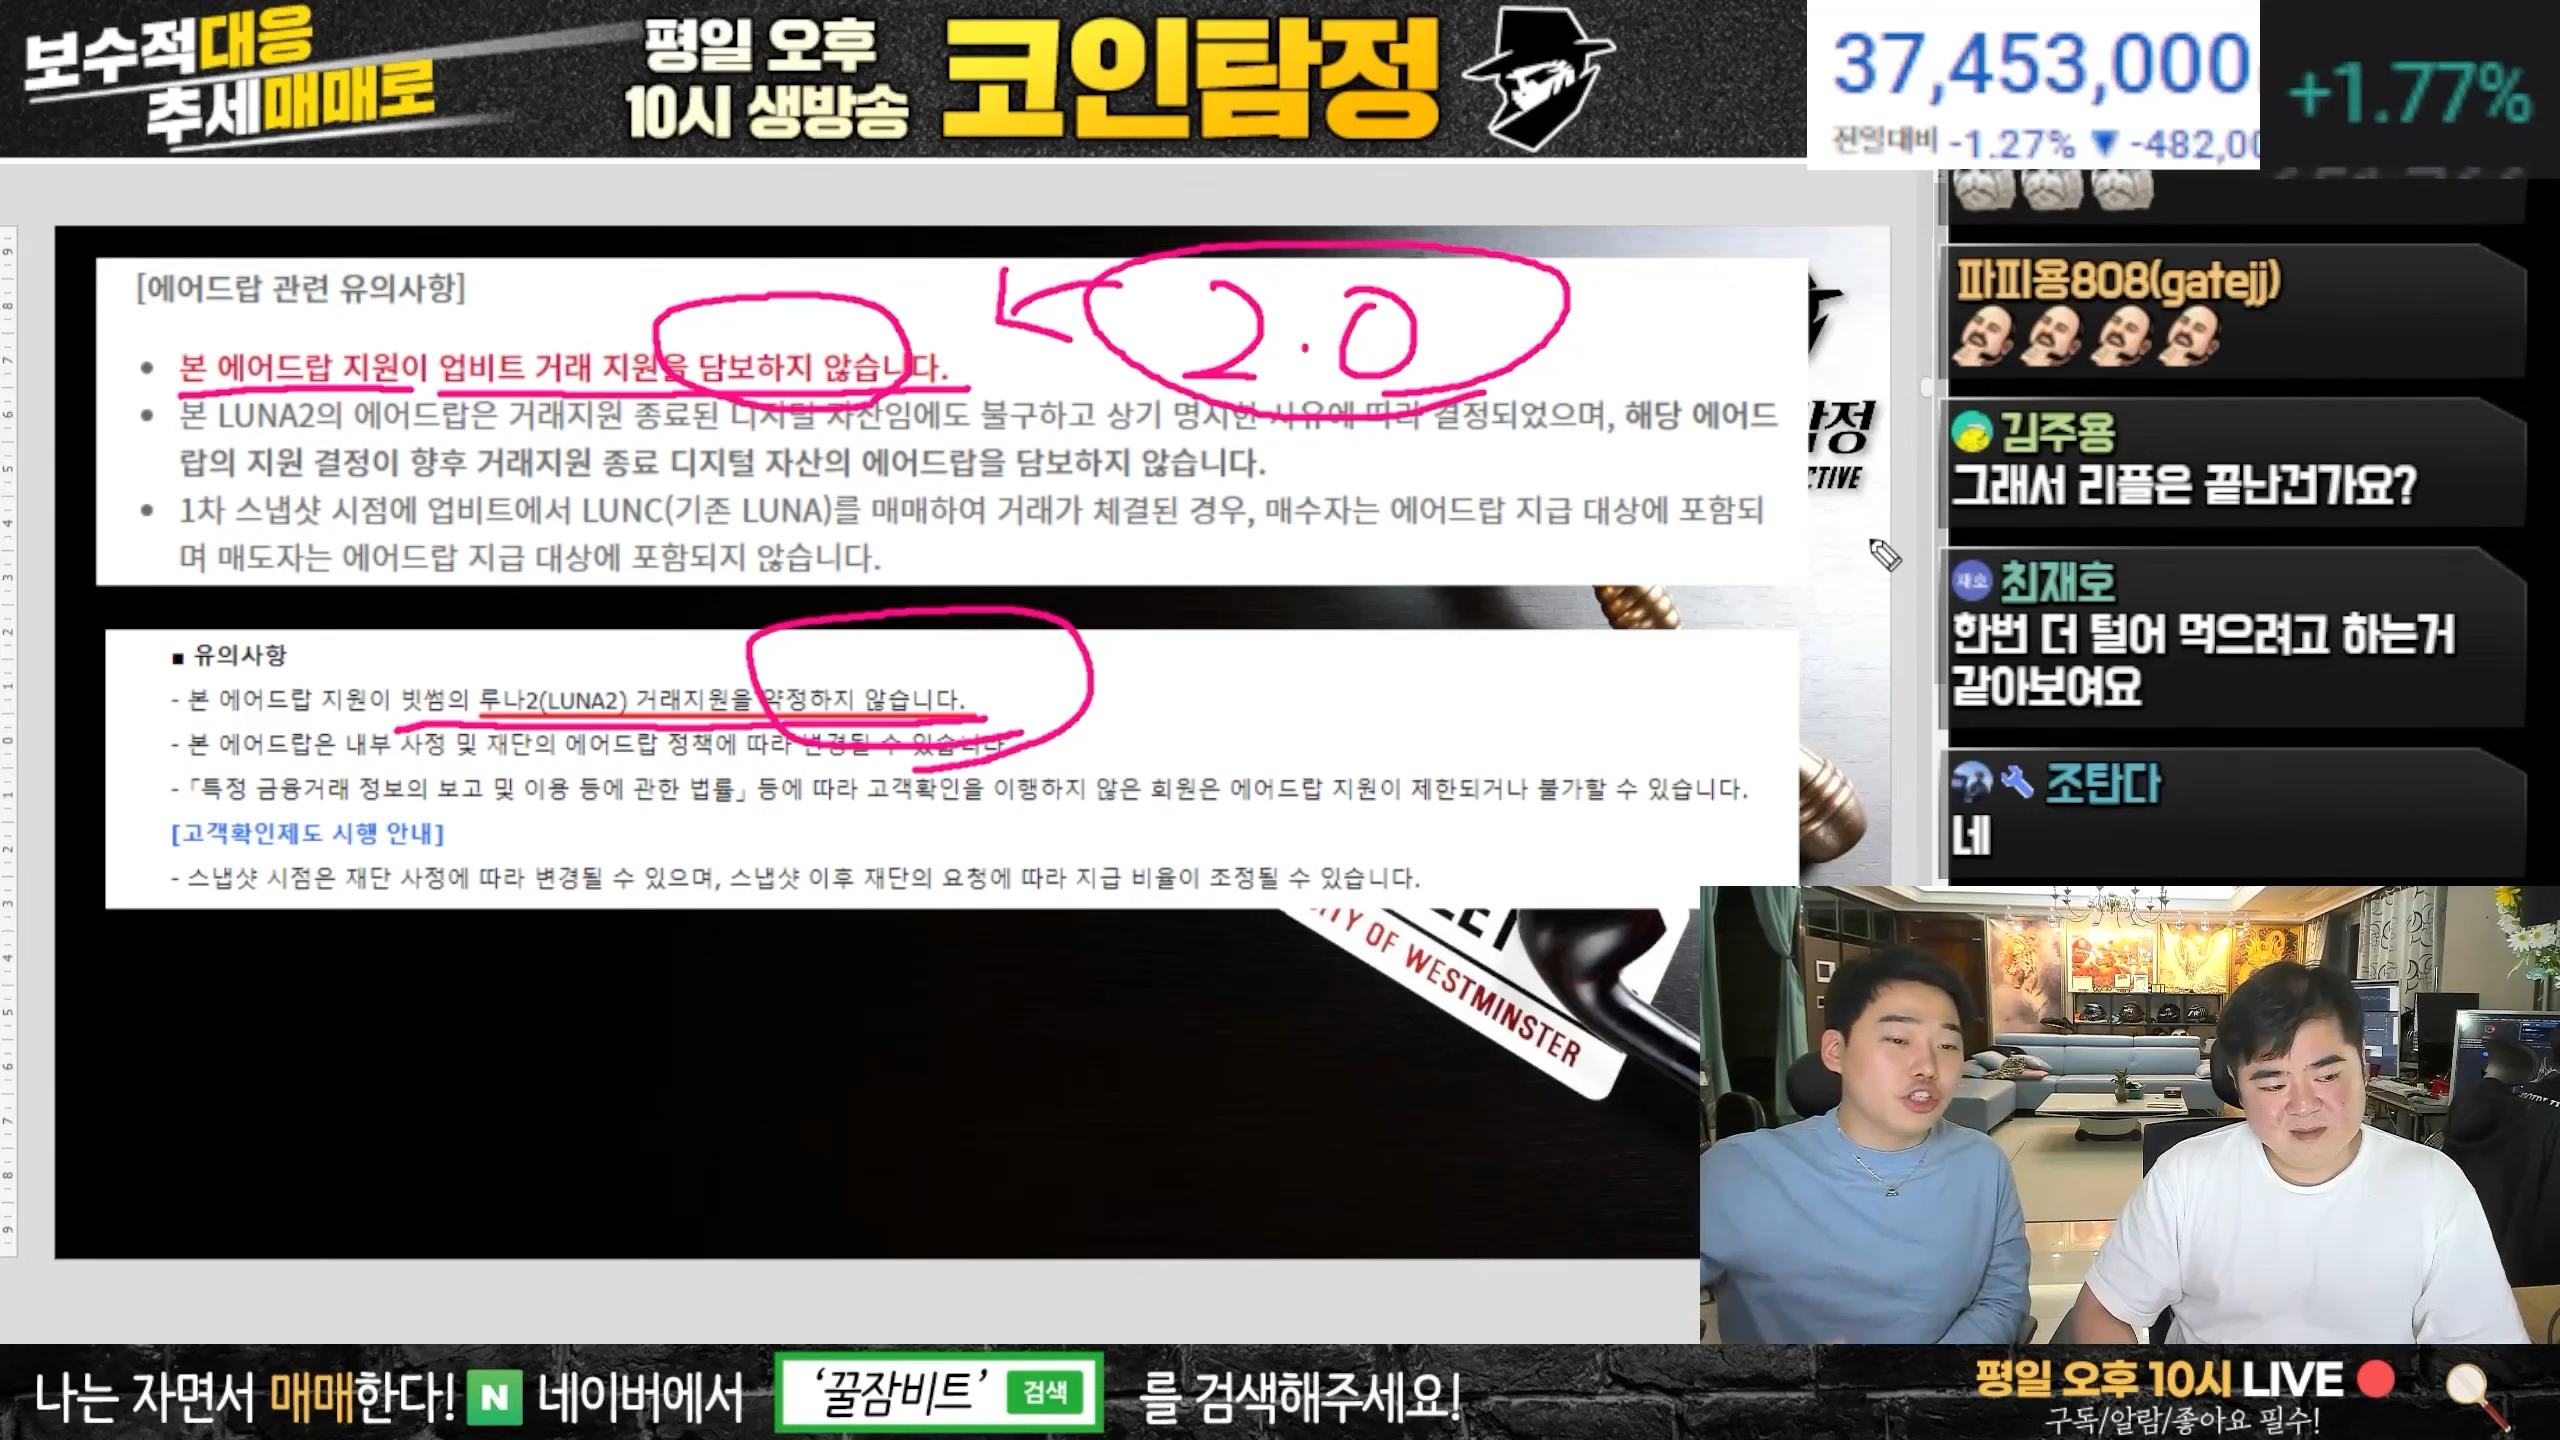 보수적대응
추세매매로
평일 오후
10시 생방송
코인탐정
37,453,000
전일대비 -1.27% ▼ -482,00
+1.77%
[에어드랍 관련 유의사항]
2.0
• 본 에어드랍 지원이 업비트 거래 지원을 담보하지 않습니다.
• 본 LUNA2의 에어드랍은 거래지원 종료된 디지털 자산임에도 불구하고 상기 명시한 사유에 따라 결정되었으며, 해당 에어드
랍의 지원 결정이 향후 거래지원 종료 디지털 자산의 에어드랍을 담보하지 않습니다.
• 1차 스냅샷 시점에 업비트에서 LUNC(기존 LUNA)를 매매하여 거래가 체결된 경우, 매수자는 에어드랍 지급 대상에 포함되
며 매도자는 에어드랍 지급 대상에 포함되지 않습니다.
정
CTIVE
■ 유의사항
- 본 에어드랍 지원이 빗썸의 루나2(LUNA2) 거래지원을 약정하지 않습니다.
- 본 에어드랍은 내부 사정 및 재단의 에어드랍 정책에 따라 변경될 수 있습니다.
-「특정 금융거래 정보의 보고 및 이용 등에 관한 법률」등에 따라 고객확인을 이행하지 않은 회원은 에어드랍 지원이 제한되거나 불가할 수 있습니다.
[고객확인제도 시행 안내]
- 스냅샷 시점은 재단 사정에 따라 변경될 수 있으며, 스냅샷 이후 재단의 요청에 따라 지급 비율이 조정될 수 있습니다.
OF WESTMINSTER
파피용808(gatejj)
김주용
그래서 리플은 끝난건가요?
재호 최재호
한번 더 털어 먹으려고 하는거
같아보여요
조탄다
네
나는 자면서 매매한다! N 네이버에서 '꿀잠비트' 검색 를 검색해주세요!
평일 오후 10시 LIVE
구독/알람/좋아요 필수!